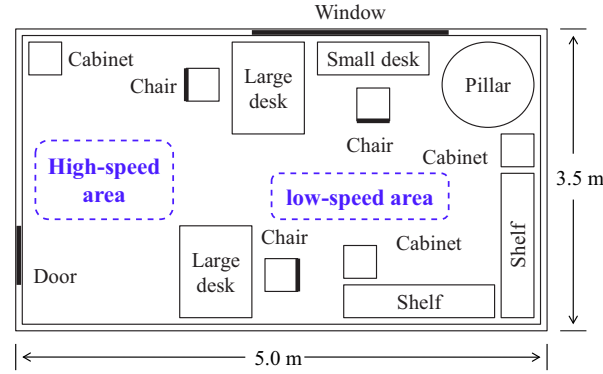 Window
Cabinet
Chair
Large
desk
Small desk
Pillar
Chair
Cabinet
High-speed
area
low-speed area
3.5 m
Door
Large
desk
Chair
Cabinet
Shelf
Shelf
5.0 m